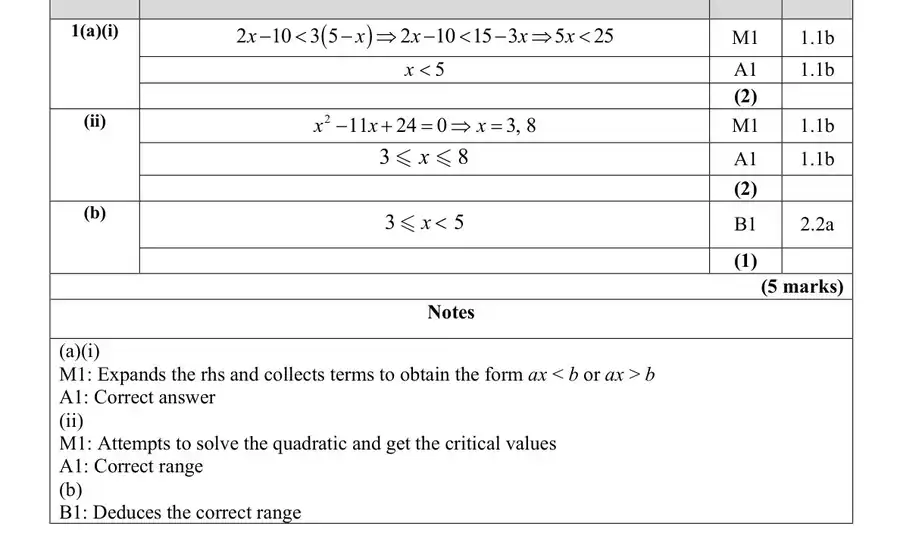 1(a)(i) 2x −10 < 3(5 − x) ⇒ 2x −10 < 15 − 3x ⇒ 5x < 25 M1 1.1b
x < 5 A1 1.1b
(2)
(ii) x² −11x + 24 = 0 ⇒ x = 3, 8 M1 1.1b
3 ⩽ x ⩽ 8 A1 1.1b
(2)
(b) 3 ⩽ x < 5 B1 2.2a
(1)
(5 marks)
Notes
(a)(i)
M1: Expands the rhs and collects terms to obtain the form ax < b or ax > b
A1: Correct answer
(ii)
M1: Attempts to solve the quadratic and get the critical values
A1: Correct range
(b)
B1: Deduces the correct range